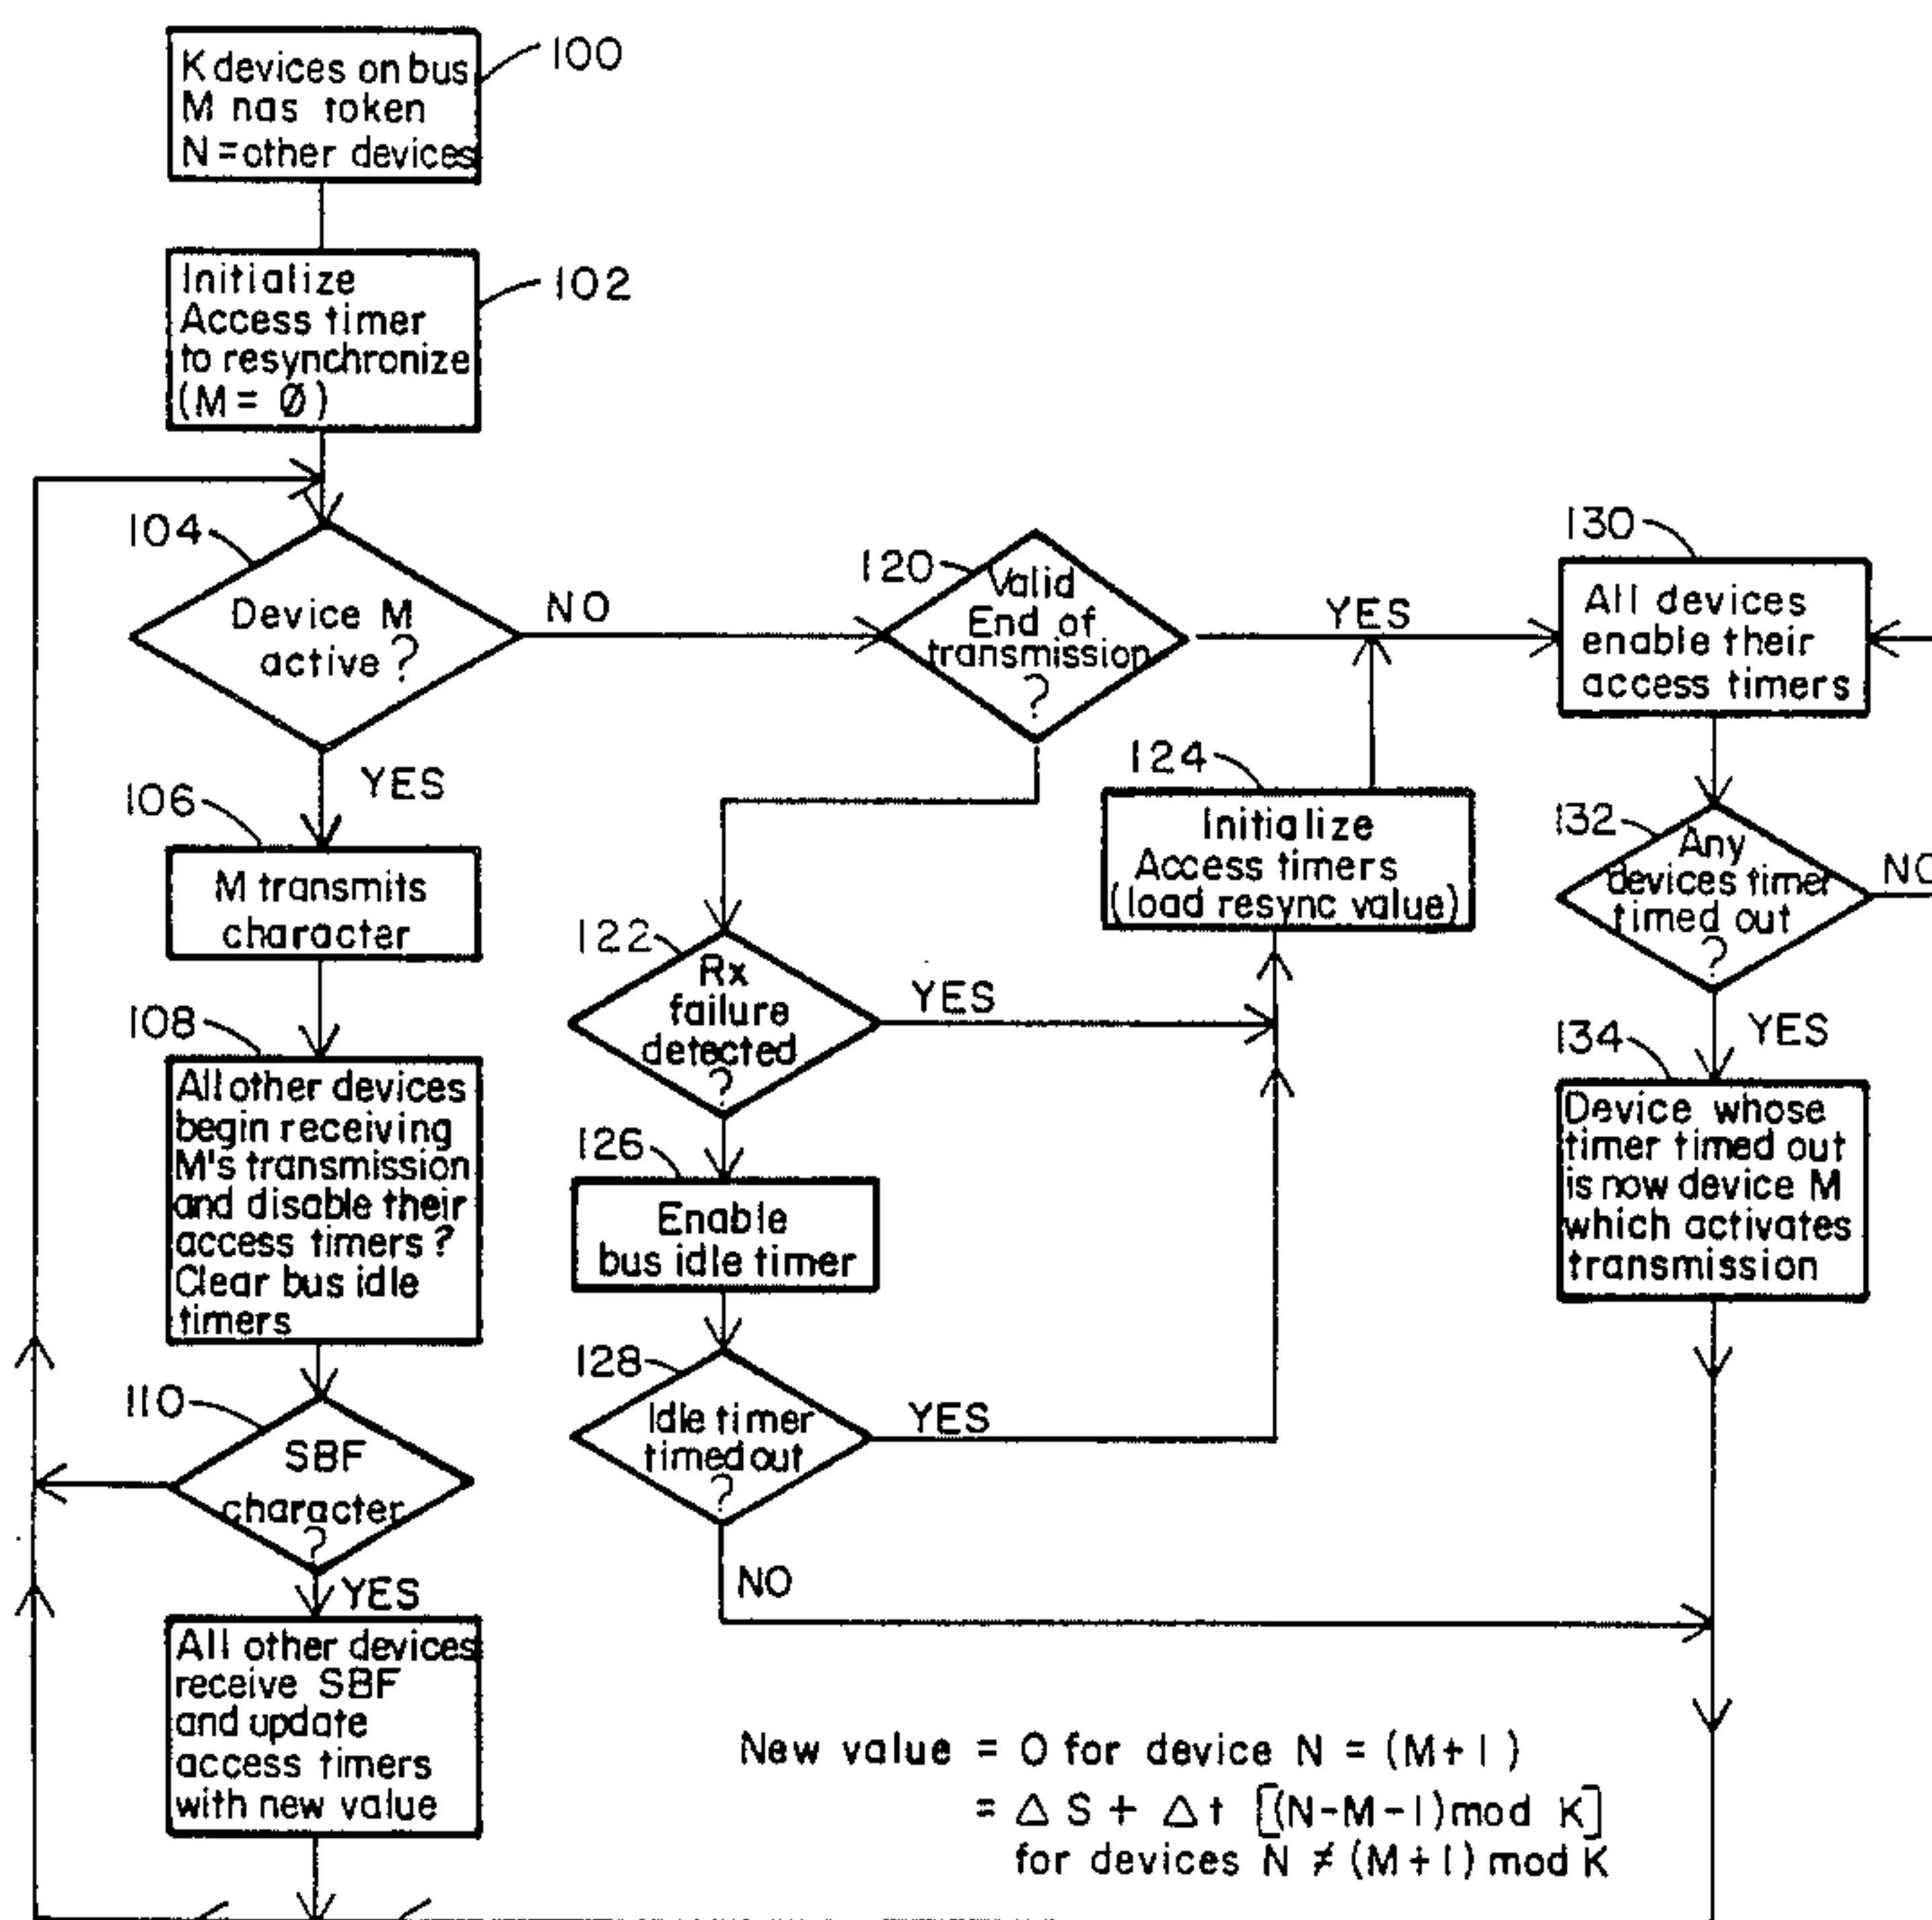 K devices on bus
M nas token
N = other devices
100
Initialize
Access timer
to resynchronize
(M = Ø)
102
104
Device M
active?
NO
YES
106
M transmits
character
108
All other devices
begin receiving
M's transmission
and disable their
access timers?
Clear bus idle
timers
110
SBF
character
?
YES
All other devices
receive SBF
and update
access timers
with new value
120
Valid
End of
transmission
?
YES
122
Rx
failure
detected
?
YES
124
Initialize
Access timers
(load resync value)
126
Enable
bus idle timer
128
Idle timer
timed out
?
YES
NO
130
All devices
enable their
access timers
132
Any
devices timer
timed out
?
NO
YES
134
Device whose
timer timed out
is now device M
which activates
transmission
New value = 0 for device N = (M+1)
= Δ S + Δ t [(N-M-1) mod K]
for devices N ≠ (M+1) mod K